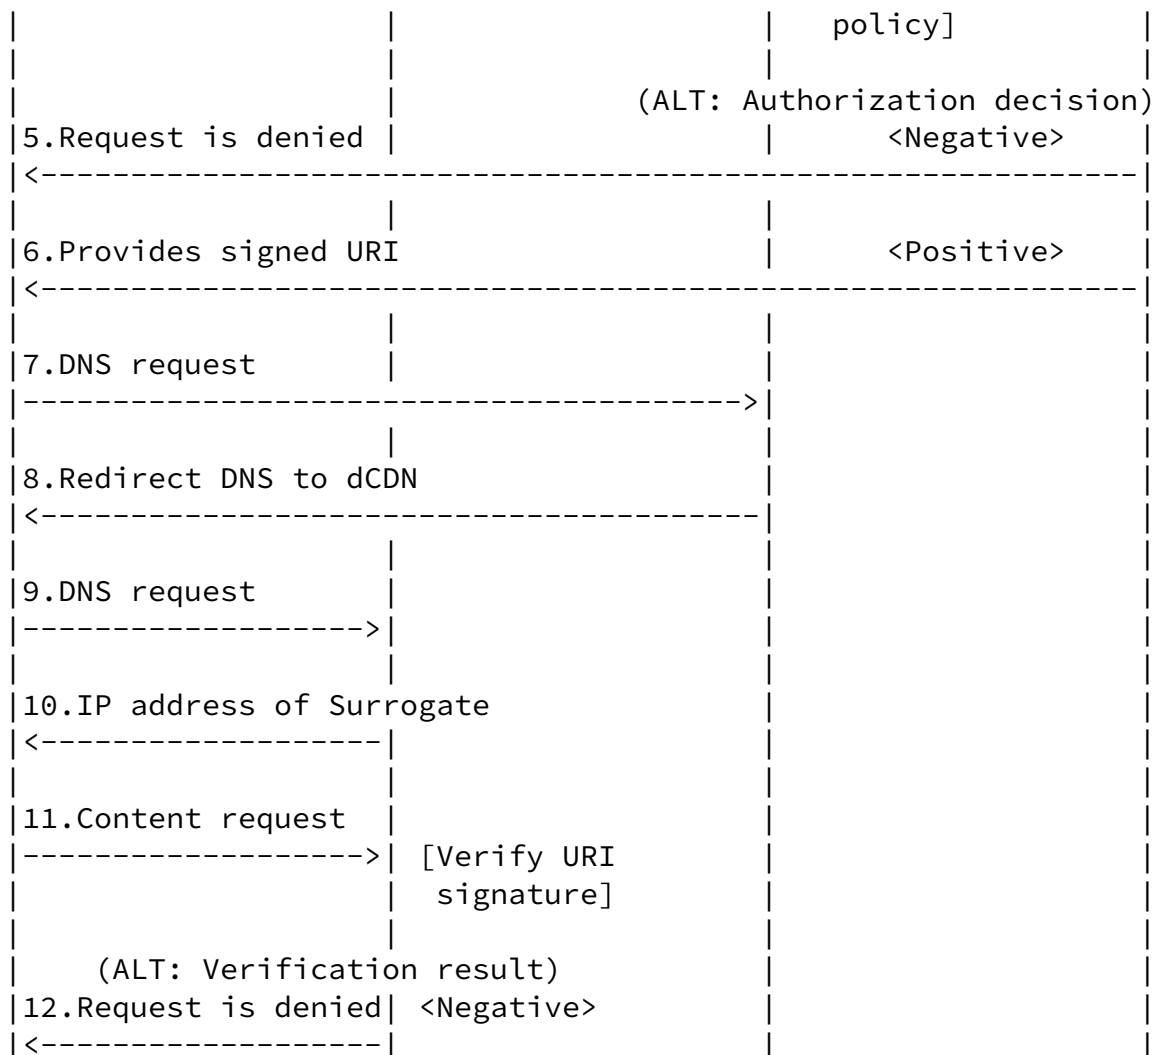 |                    |                    |   policy]          |
|                    |                    |                    |
|                    |             (ALT: Authorization decision)
|5.Request is denied |                    |      <Negative>    |
|<-------------------------------------------------------------|
|                    |                    |                    |
|6.Provides signed URI                    |      <Positive>    |
|<-------------------------------------------------------------|
|                    |                    |                    |
|7.DNS request       |                    |                    |
|---------------------------------------->|                    |
|                    |                    |                    |
|8.Redirect DNS to dCDN                   |                    |
|<----------------------------------------|                    |
|                    |                    |                    |
|9.DNS request       |                    |                    |
|------------------->|                    |                    |
|                    |                    |                    |
|10.IP address of Surrogate               |                    |
|<-------------------|                    |                    |
|                    |                    |                    |
|11.Content request  |                    |                    |
|------------------->| [Verify URI        |                    |
|                    |  signature]        |                    |
|                    |                    |                    |
|    (ALT: Verification result)           |                    |
|12.Request is denied| <Negative>         |                    |
|<-------------------|                    |                    |